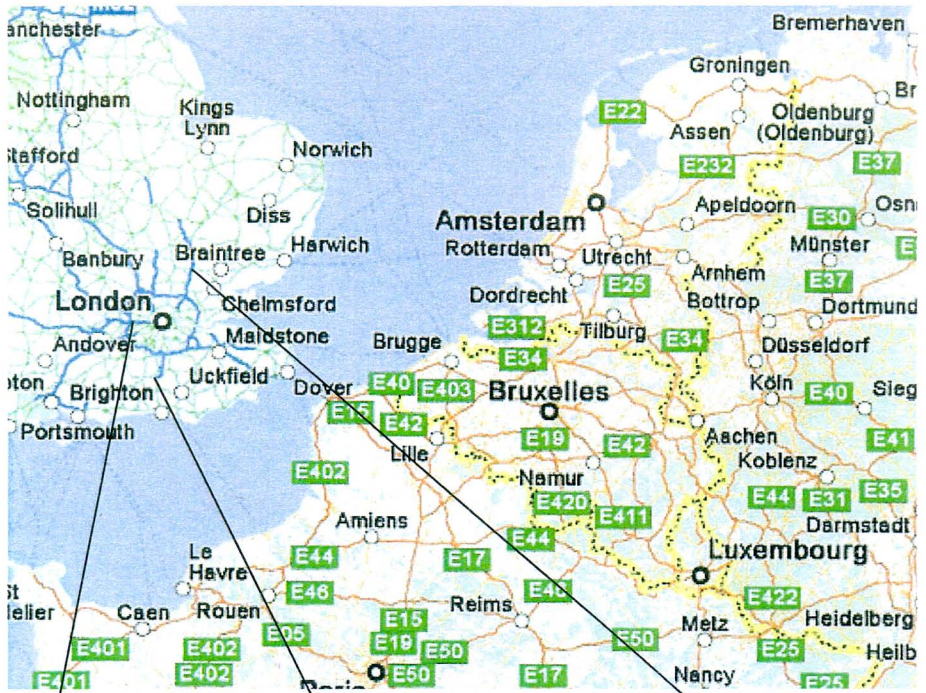 Bremerhaven
anchester
Groningen
Nottingham
Kings
Lynn
E22
Oldenburg
(Oldenburg)
Br
Assen
Norwich
Stafford
E232
E37
Solihull
Diss
Amsterdam
Apeldoorn
E30
Osn
Banbury
Braintree
Harwich
Rotterdam
Utrecht
Münster
E
Arnhem
E37
London
Chelmsford
Dordrecht
E25
Bottrop
Dortmund
Andover
Maidstone
Brugge
E312
Tilburg
E34
E34
Düsseldorf
pton
Brighton
Uckfield
Dover
E40
E403
Bruxelles
Köln
E40
Sieg
Portsmouth
E15
E42
E19
E42
Aachen
E41
Lille
E402
Namur
Koblenz
E420
E411
E44
E31
E35
Amiens
E44
Darmstadt
Le
Havre
E44
E17
Luxembourg
St
Helier
Caen
Rouen
E46
E15
Reims
E46
E422
Metz
Heidelberg
E401
E402
E05
E19
E50
E50
E25
Heilb
E401
E402
Paris
E50
E17
Nancy
E25